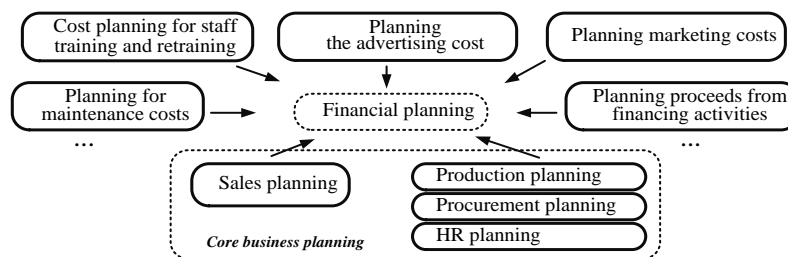 Cost planning for staff
training and retraining
Planning
the advertising cost
Planning marketing costs
Planning for
maintenance costs
Financial planning
Planning proceeds from
financing activities
...
...
Sales planning
Production planning
Procurement planning
HR planning
Core business planning